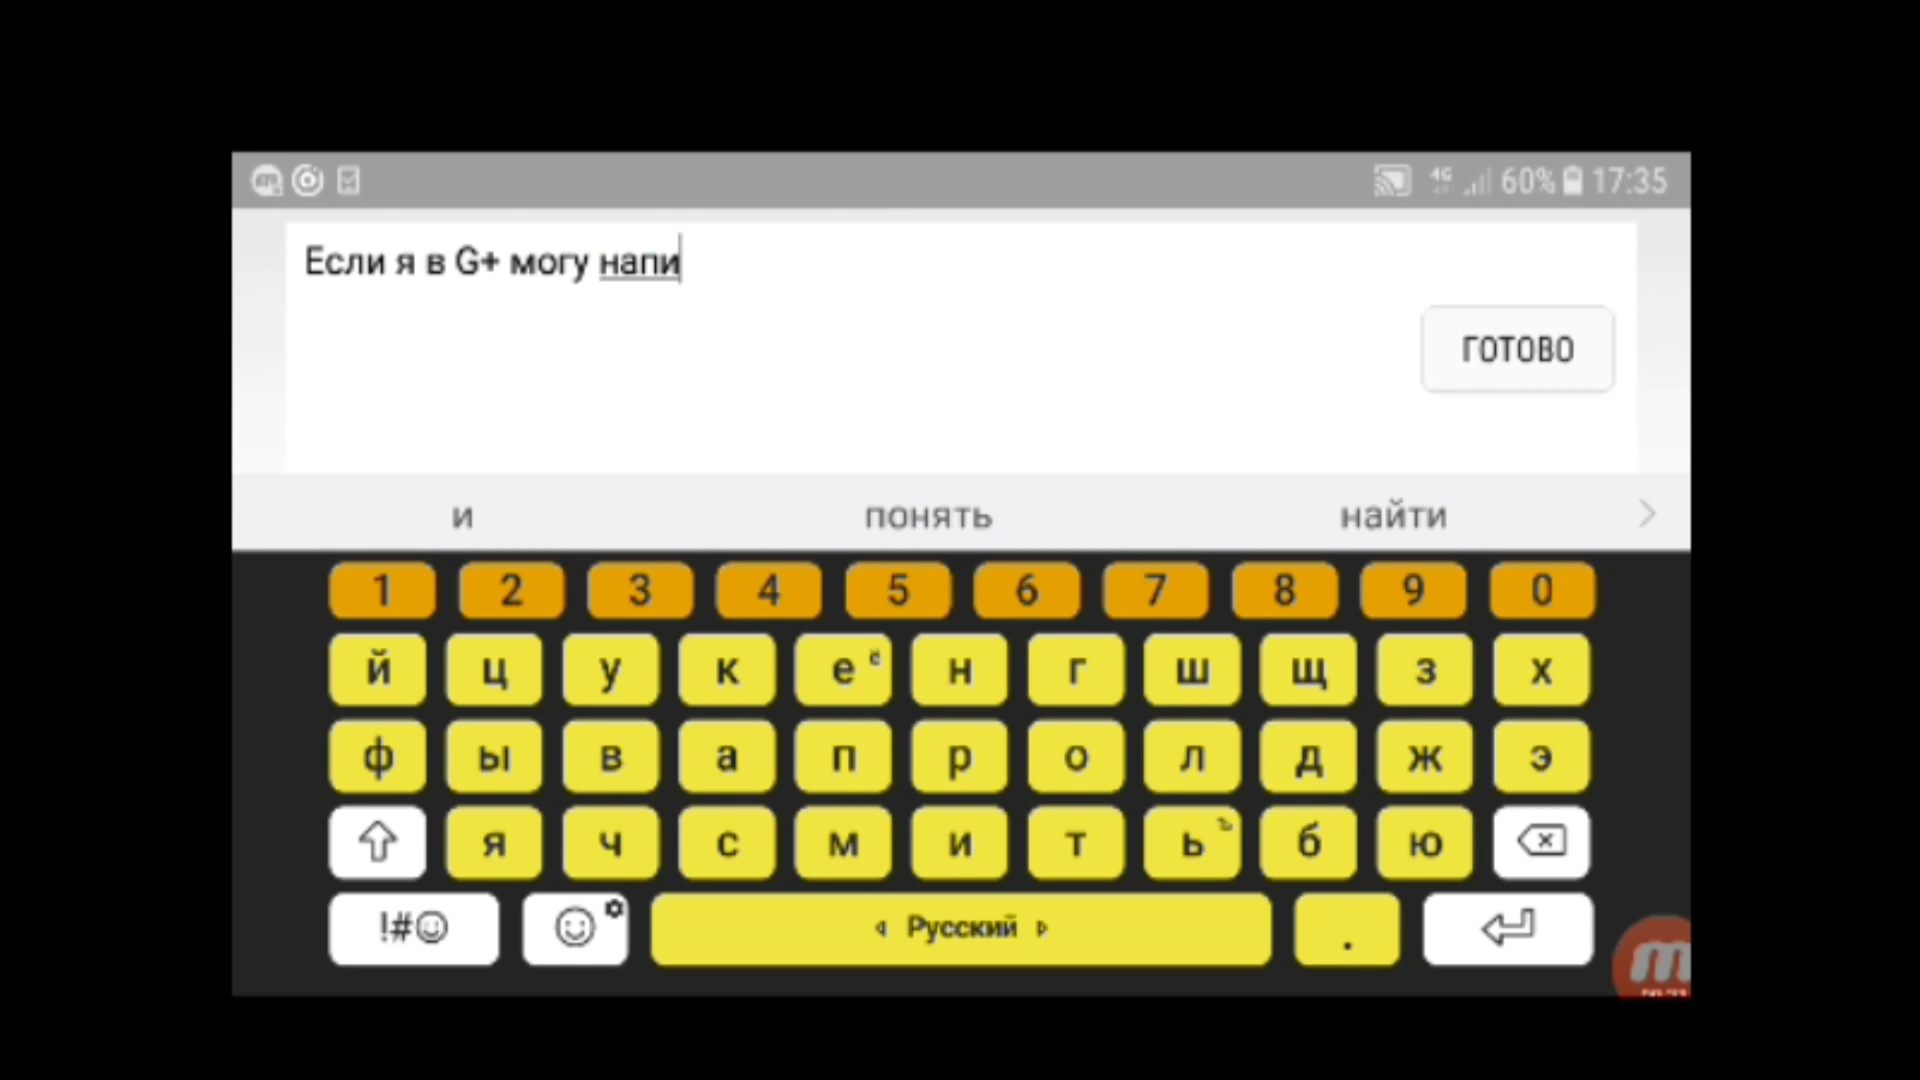 4G 60% 17:35
Если я в G+ могу напи
ГОТОВО
и понять найти
1 2 3 4 5 6 7 8 9 0
й ц у к е ё н г ш щ з х
ф ы в а п р о л д ж э
я ч с м и т ь ъ б ю
!#☺ Русский .
m